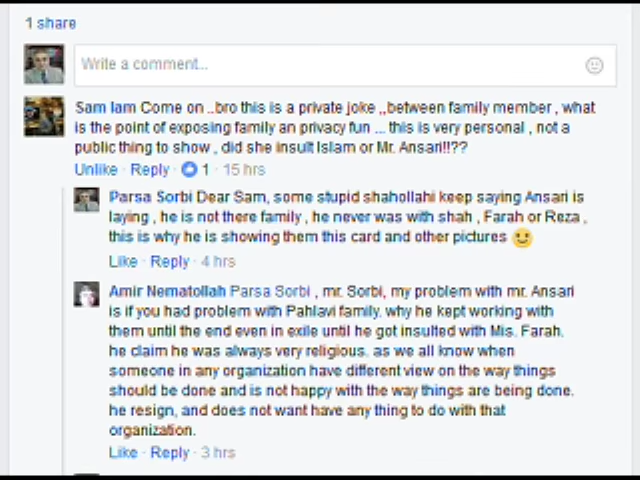 1 share
Write a comment...
Sam Iam Come on ..bro this is a private joke ,,between family member , what
is the point of exposing family an privacy fun ... this is very personal , not a
public thing to show , did she insult Islam or Mr. Ansari!!??
Unlike · Reply · 1 · 15 hrs
Parsa Sorbi Dear Sam, some stupid shahollahi keep saying Ansari is
laying , he is not there family , he never was with shah , Farah or Reza ,
this is why he is showing them this card and other pictures
Like · Reply · 4 hrs
Amir Nematollah Parsa Sorbi , mr. Sorbi, my problem with mr. Ansari
is if you had problem with Pahlavi family. why he kept working with
them until the end even in exile until he got insulted with Mis. Farah.
he claim he was always very religious. as we all know when
someone in any organization have different view on the way things
should be done and is not happy with the way things are being done.
he resign, and does not want have any thing to do with that
organization.
Like · Reply · 3 hrs